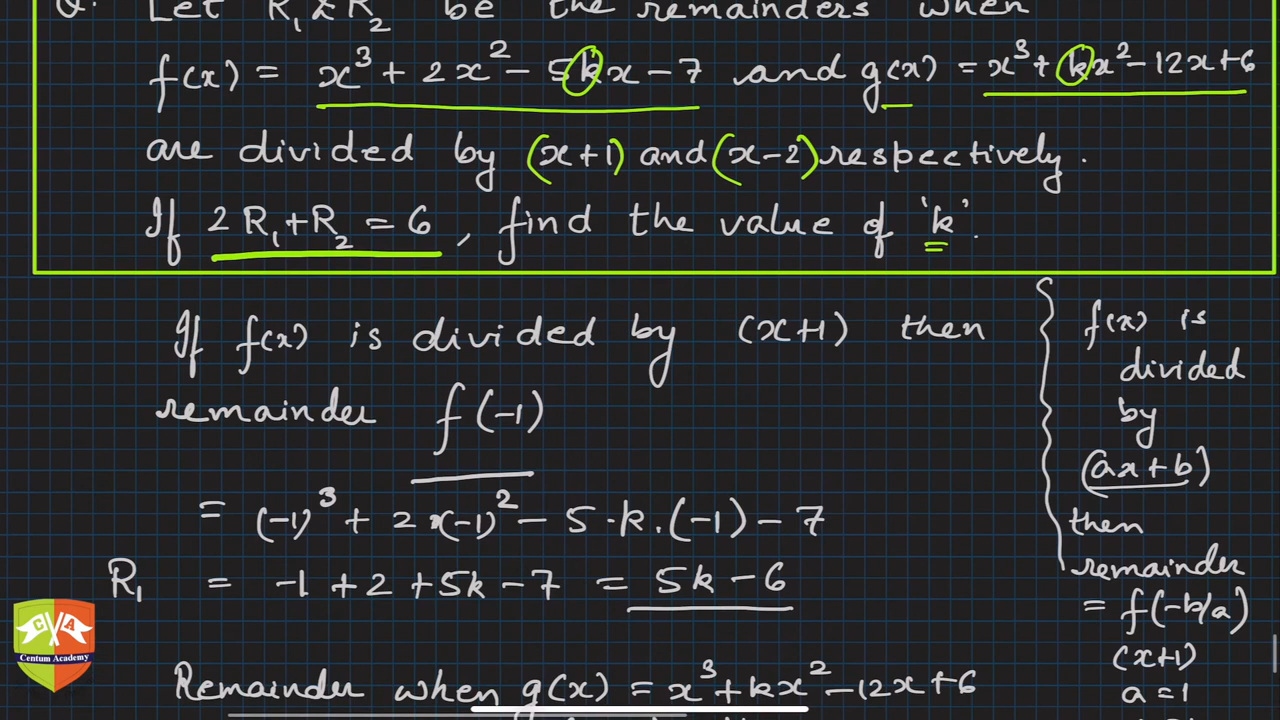 Q. Let R₁ & R₂ be the remainders when
f(x) = x³ + 2x² - 5kx - 7 and g(x) = x³ + kx² - 12x + 6
are divided by (x+1) and (x-2) respectively.
If 2R₁ + R₂ = 6, find the value of 'k'.
If f(x) is divided by (x+1) then
remainder f(-1)
= (-1)³ + 2×(-1)² - 5·k.(-1) - 7
R₁ = -1 + 2 + 5k - 7 = 5k - 6
Remainder when g(x) = x³ + kx² - 12x + 6
f(x) is
divided
by
(ax+b)
then
remainder
= f(-b/a)
(x+1)
a = 1
C A
Centum Academy